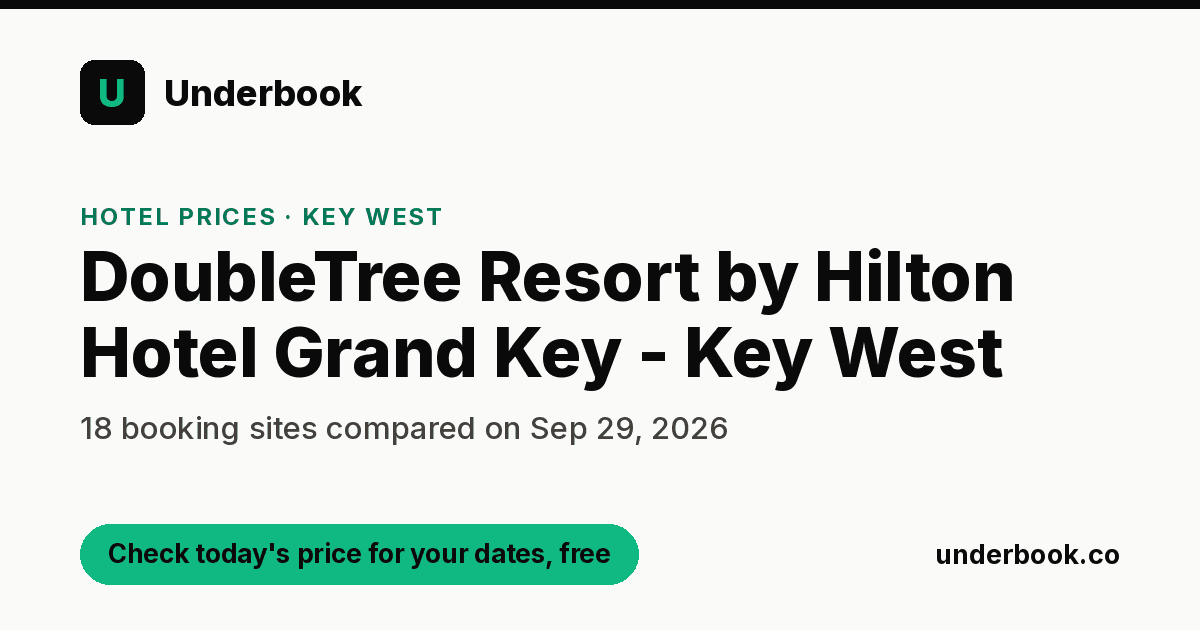 U Underbook
HOTEL PRICES · KEY WEST
DoubleTree Resort by Hilton
Hotel Grand Key - Key West
18 booking sites compared on Sep 29, 2026
Check today's price for your dates, free
underbook.co